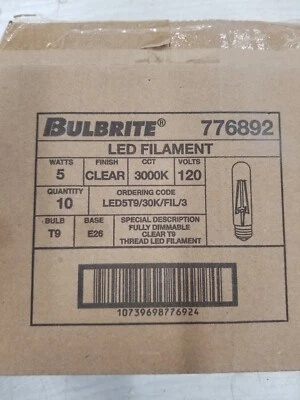 BULBRITE® 776892
LED FILAMENT
WATTS FINISH CCT VOLTS
5 CLEAR 3000K 120
QUANTITY ORDERING CODE
10 LED5T9/30K/FIL/3
BULB BASE SPECIAL DESCRIPTION
T9 E26 FULLY DIMMABLE
CLEAR T9
THREAD LED FILAMENT
10739698776924